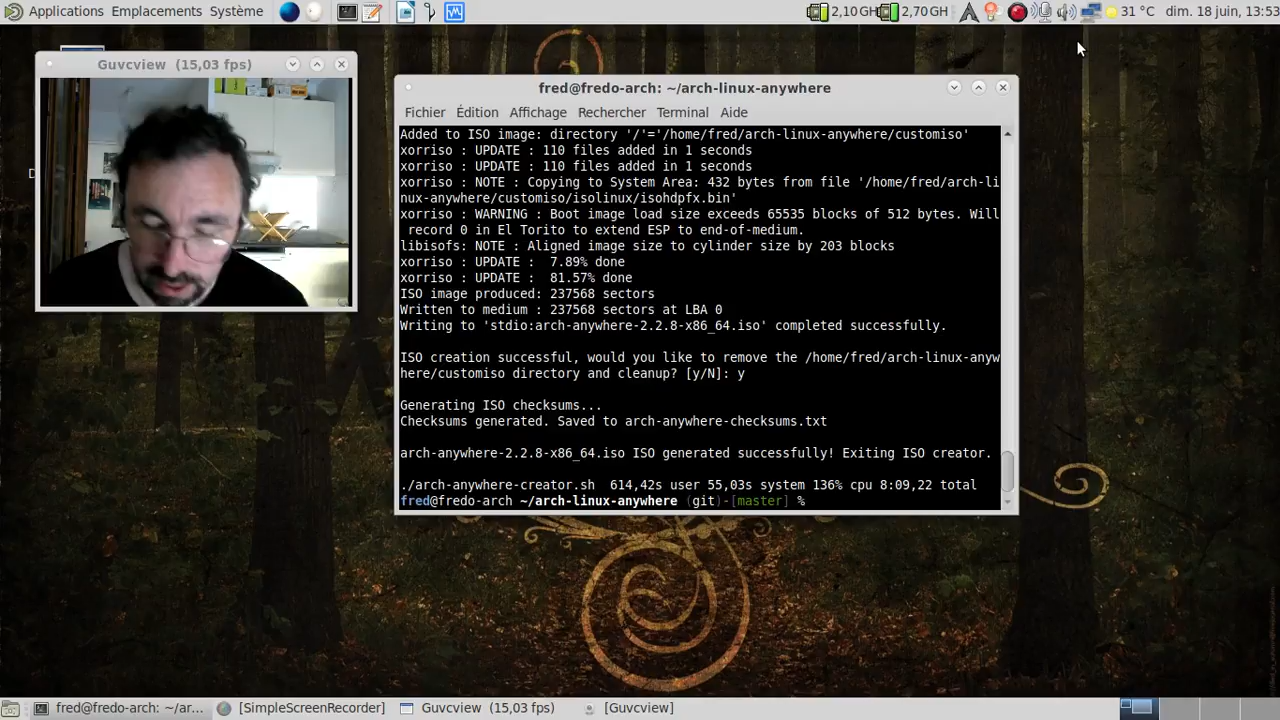 Applications Emplacements Système
2,10GH 2,70GH 31 °C dim. 18 juin, 13:53
Guvcview (15,03 fps)
fred@fredo-arch: ~/arch-linux-anywhere
Fichier Édition Affichage Rechercher Terminal Aide
Added to ISO image: directory '/'='/home/fred/arch-linux-anywhere/customiso'
xorriso : UPDATE : 110 files added in 1 seconds
xorriso : UPDATE : 110 files added in 1 seconds
xorriso : NOTE : Copying to System Area: 432 bytes from file '/home/fred/arch-li
nux-anywhere/customiso/isolinux/isohdpfx.bin'
xorriso : WARNING : Boot image load size exceeds 65535 blocks of 512 bytes. Will
 record 0 in El Torito to extend ESP to end-of-medium.
libisofs: NOTE : Aligned image size to cylinder size by 203 blocks
xorriso : UPDATE :  7.89% done
xorriso : UPDATE :  81.57% done
ISO image produced: 237568 sectors
Written to medium : 237568 sectors at LBA 0
Writing to 'stdio:arch-anywhere-2.2.8-x86_64.iso' completed successfully.
ISO creation successful, would you like to remove the /home/fred/arch-linux-anyw
here/customiso directory and cleanup? [y/N]: y
Generating ISO checksums...
Checksums generated. Saved to arch-anywhere-checksums.txt
arch-anywhere-2.2.8-x86_64.iso ISO generated successfully! Exiting ISO creator.
./arch-anywhere-creator.sh  614,42s user 55,03s system 136% cpu 8:09,22 total
fred@fredo-arch ~/arch-linux-anywhere (git)-[master] %
fred@fredo-arch: ~/ar... [SimpleScreenRecorder] Guvcview (15,03 fps) [Guvcview]